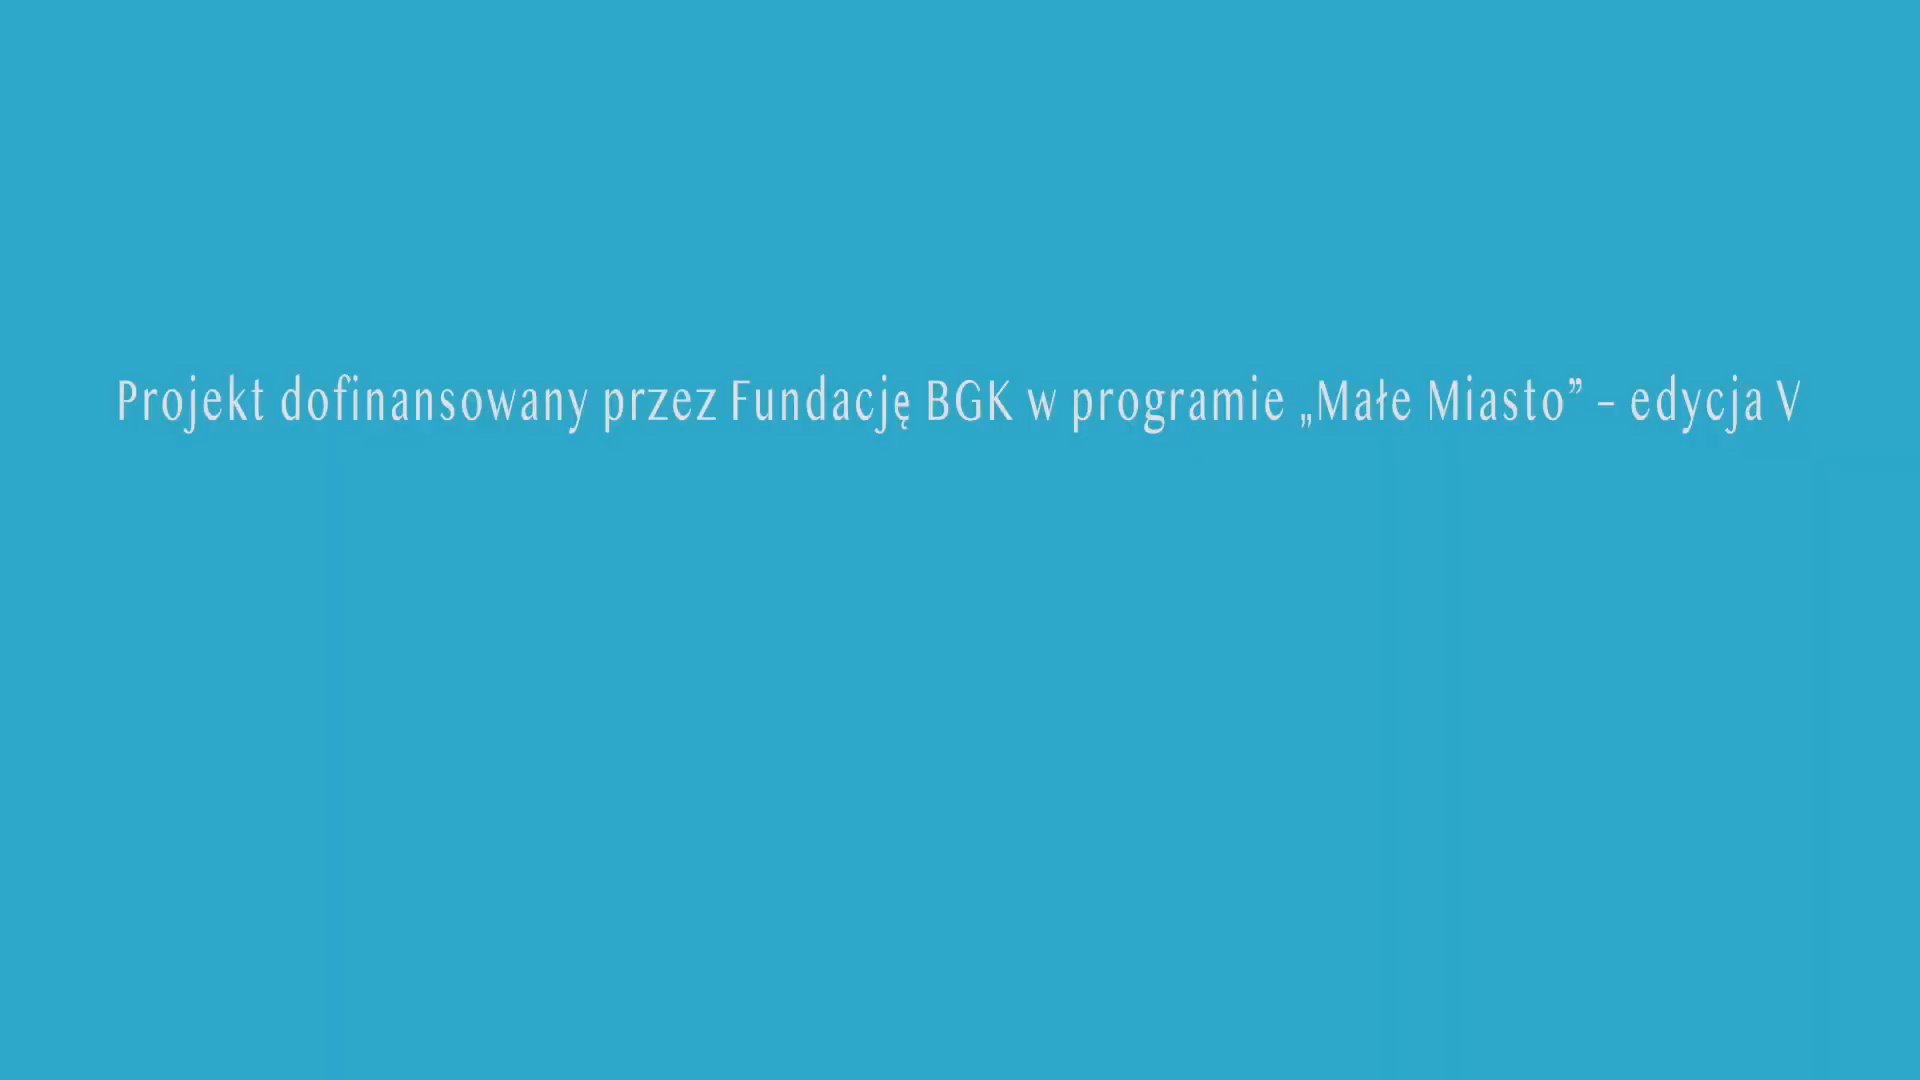 Projekt dofinansowany przez Fundację BGK w programie „Małe Miasto” – edycja V